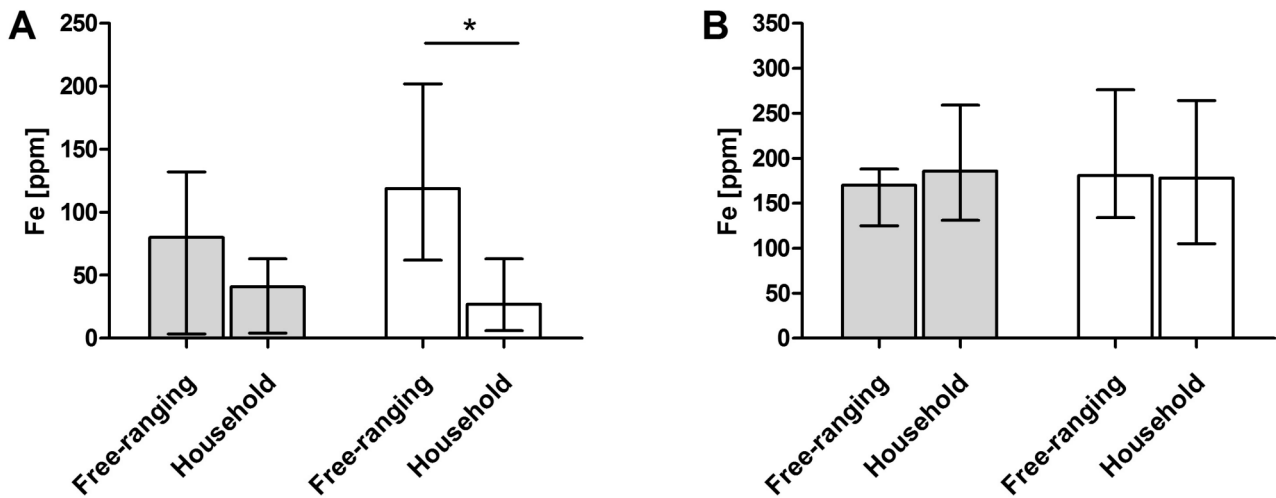 A
Fe [ppm]
250
200
150
100
50
0
*
Free-ranging
Household
Free-ranging
Household
B
Fe [ppm]
350
300
250
200
150
100
50
0
Free-ranging
Household
Free-ranging
Household